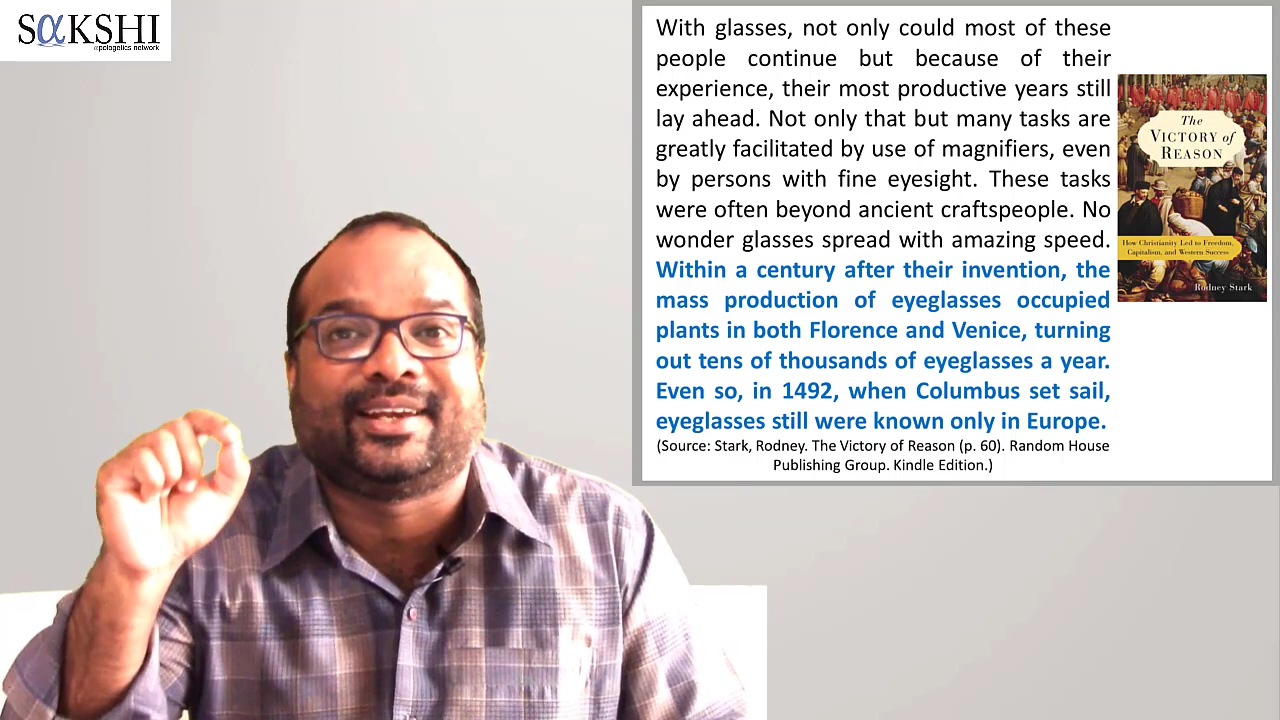 SαKSHI
αpologetics network
With glasses, not only could most of these
people continue but because of their
experience, their most productive years still
lay ahead. Not only that but many tasks are
greatly facilitated by use of magnifiers, even
by persons with fine eyesight. These tasks
were often beyond ancient craftspeople. No
wonder glasses spread with amazing speed.
Within a century after their invention, the
mass production of eyeglasses occupied
plants in both Florence and Venice, turning
out tens of thousands of eyeglasses a year.
Even so, in 1492, when Columbus set sail,
eyeglasses still were known only in Europe.
(Source: Stark, Rodney. The Victory of Reason (p. 60). Random House
Publishing Group. Kindle Edition.)
The
VICTORY of
REASON
How Christianity Led to Freedom,
Capitalism, and Western Success
Rodney Stark